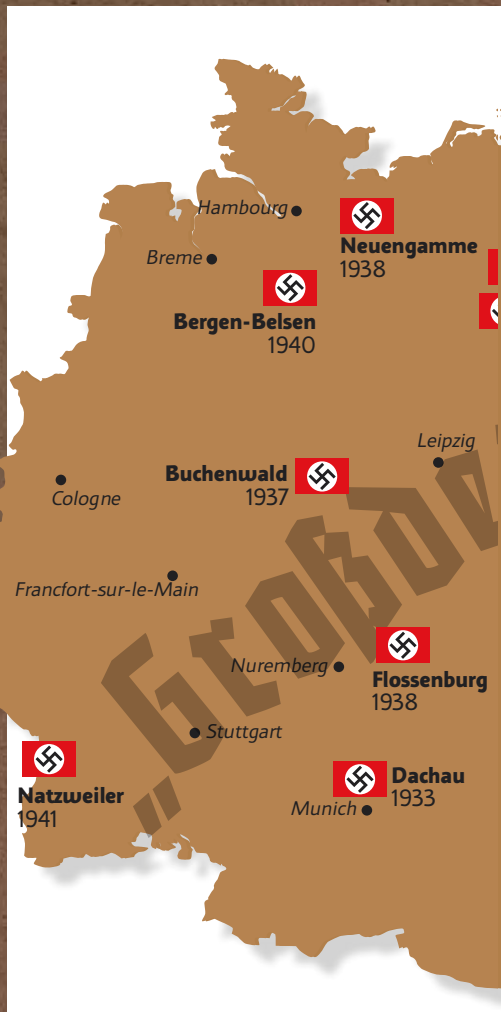 Hambourg
Neuengamme
1938
Breme
Bergen-Belsen
1940
Leipzig
Buchenwald
1937
Cologne
Francfort-sur-le-Main
Nuremberg
Flossenburg
1938
Stuttgart
Natzweiler
1941
Dachau
1933
Munich
„Großd